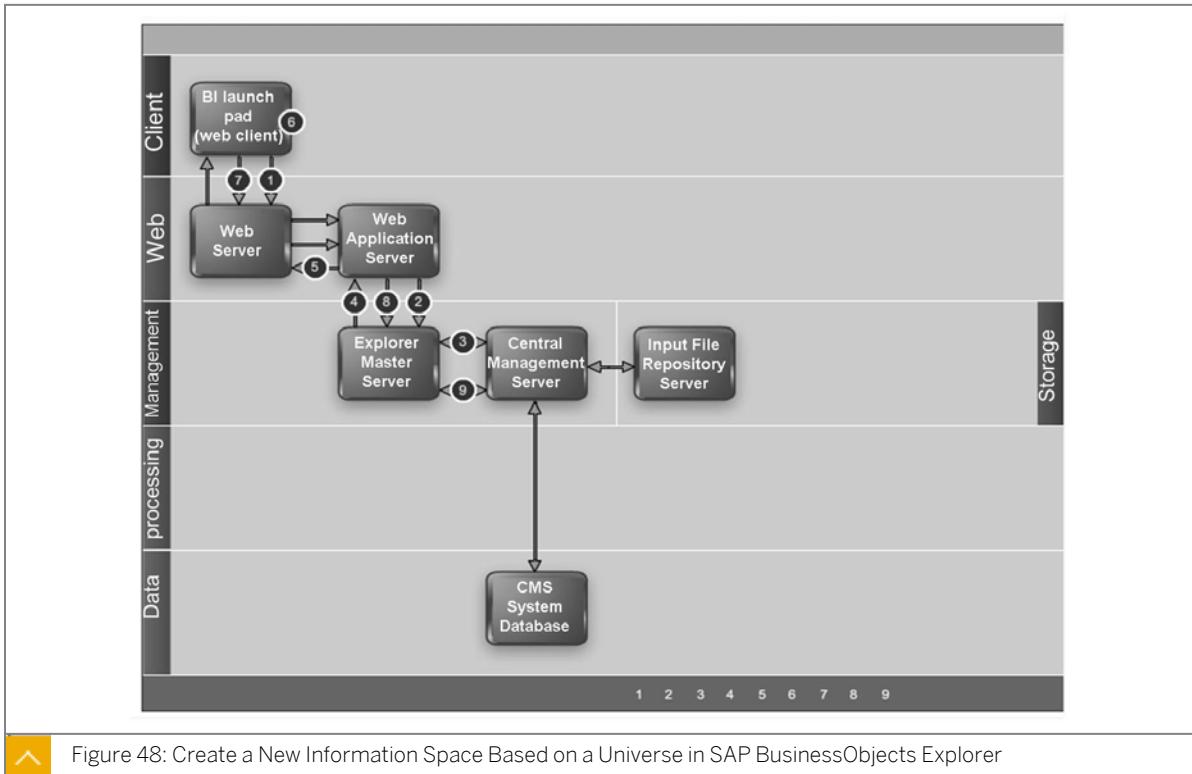 Client
BI launch
pad
(web client)
6
7
1
Web
Web
Server
Web
Application
Server
5
4
8
2
Management
Explorer
Master
Server
3
9
Central
Management
Server
Input File
Repository
Server
Storage
processing
Data
CMS
System
Database
1 2 3 4 5 6 7 8 9
Figure 48: Create a New Information Space Based on a Universe in SAP BusinessObjects Explorer